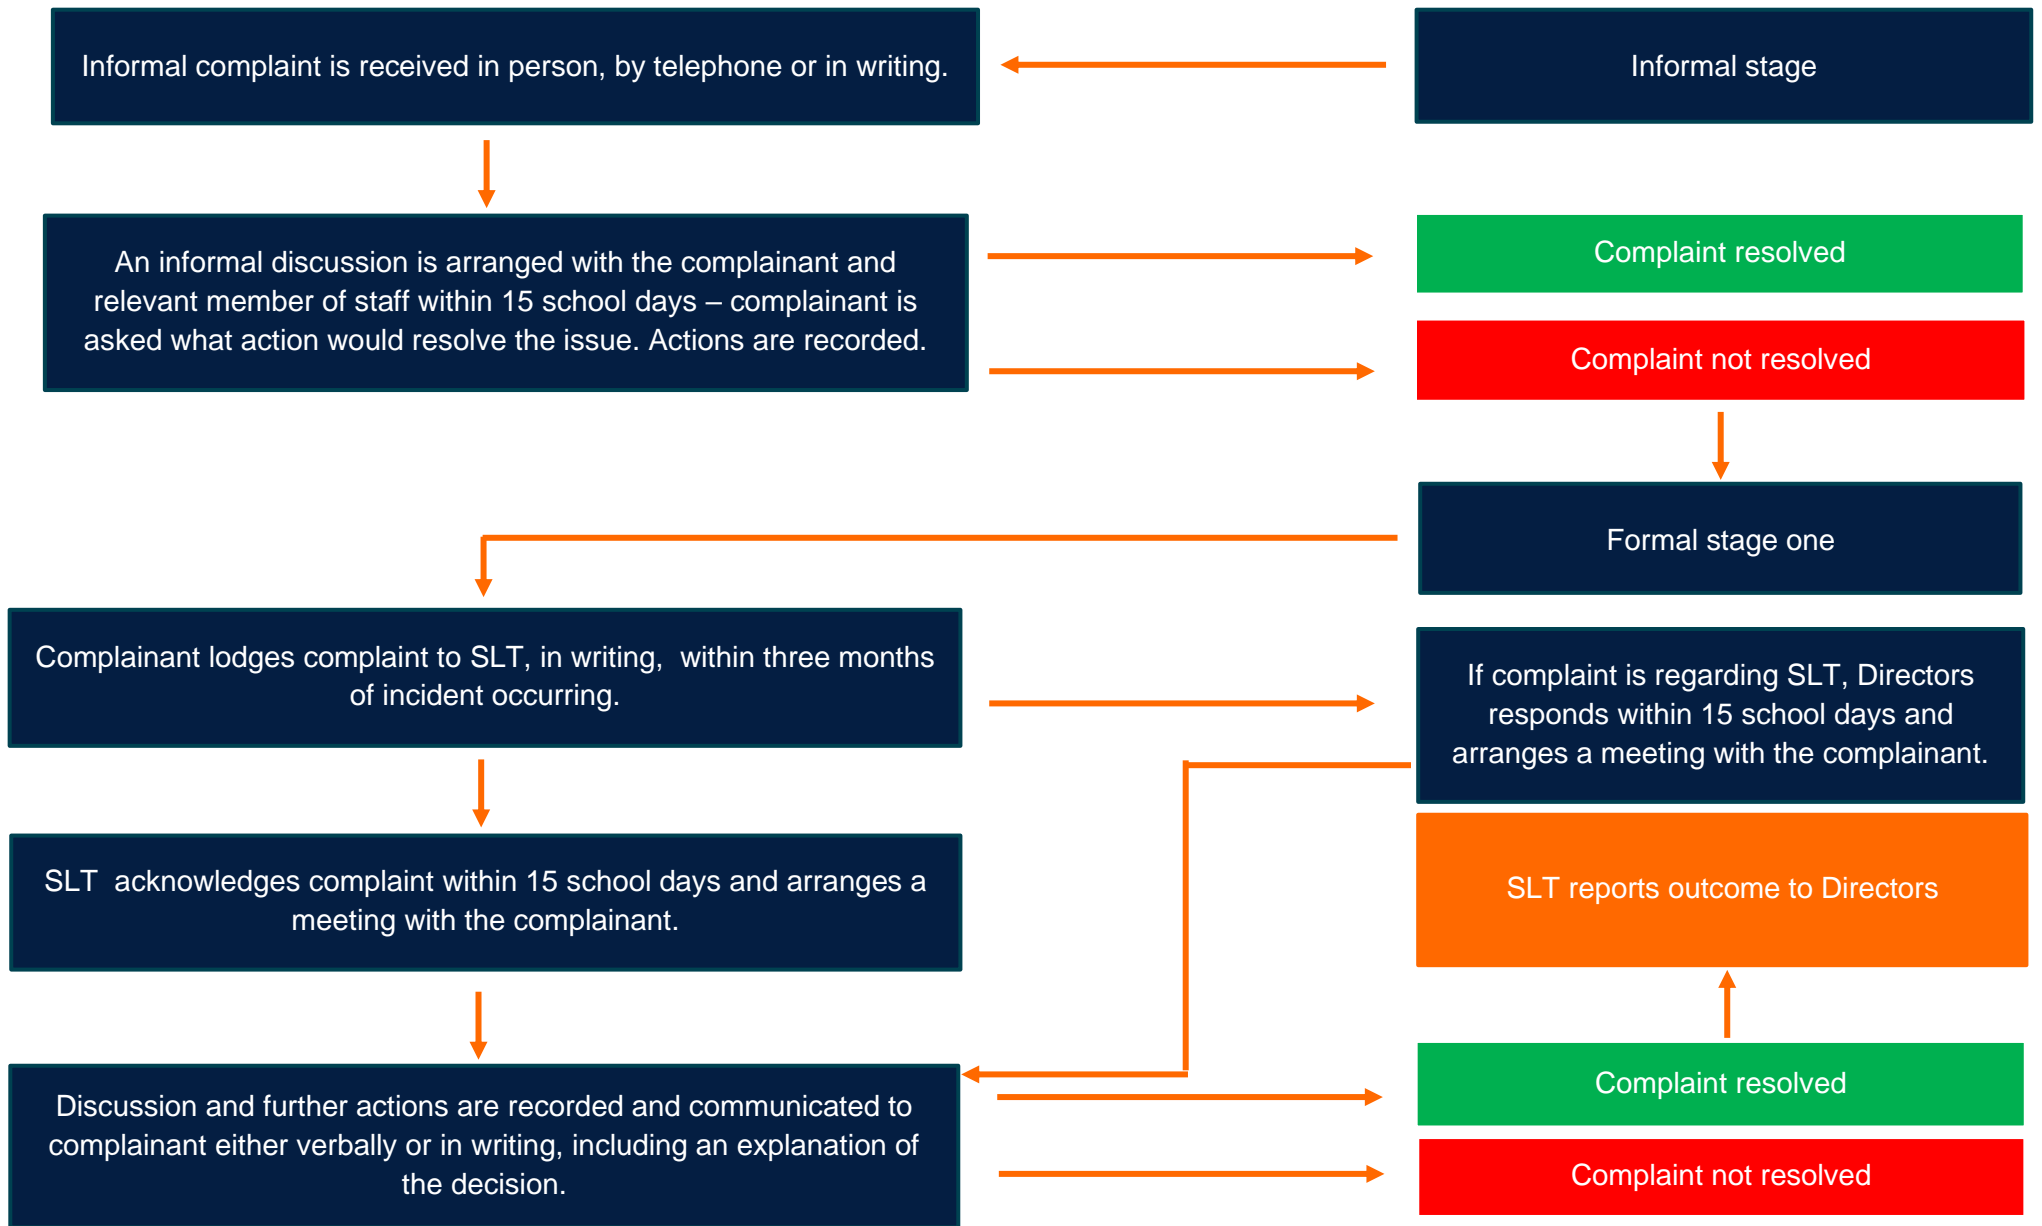 Informal complaint is received in person, by telephone or in writing.
Informal stage
An informal discussion is arranged with the complainant and
relevant member of staff within 15 school days – complainant is
asked what action would resolve the issue. Actions are recorded.
Complaint resolved
Complaint not resolved
Formal stage one
Complainant lodges complaint to SLT, in writing,  within three months
of incident occurring.
If complaint is regarding SLT, Directors
responds within 15 school days and
arranges a meeting with the complainant.
SLT  acknowledges complaint within 15 school days and arranges a
meeting with the complainant.
SLT reports outcome to Directors
Discussion and further actions are recorded and communicated to
complainant either verbally or in writing, including an explanation of
the decision.
Complaint resolved
Complaint not resolved